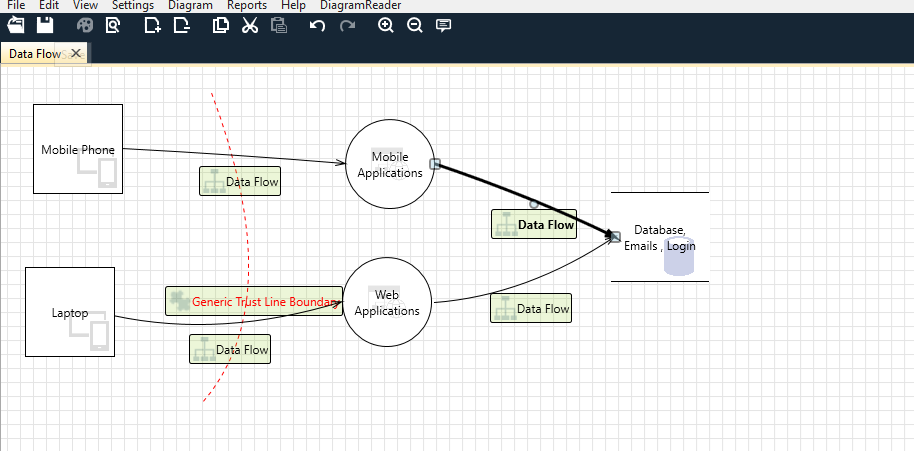 File Edit View Settings Diagram Reports Help DiagramReader
Data Flow
Mobile Phone
Mobile
Applications
Data Flow
Data Flow
Database,
Emails , Login
Laptop
Generic Trust Line Boundary
Web
Applications
Data Flow
Data Flow